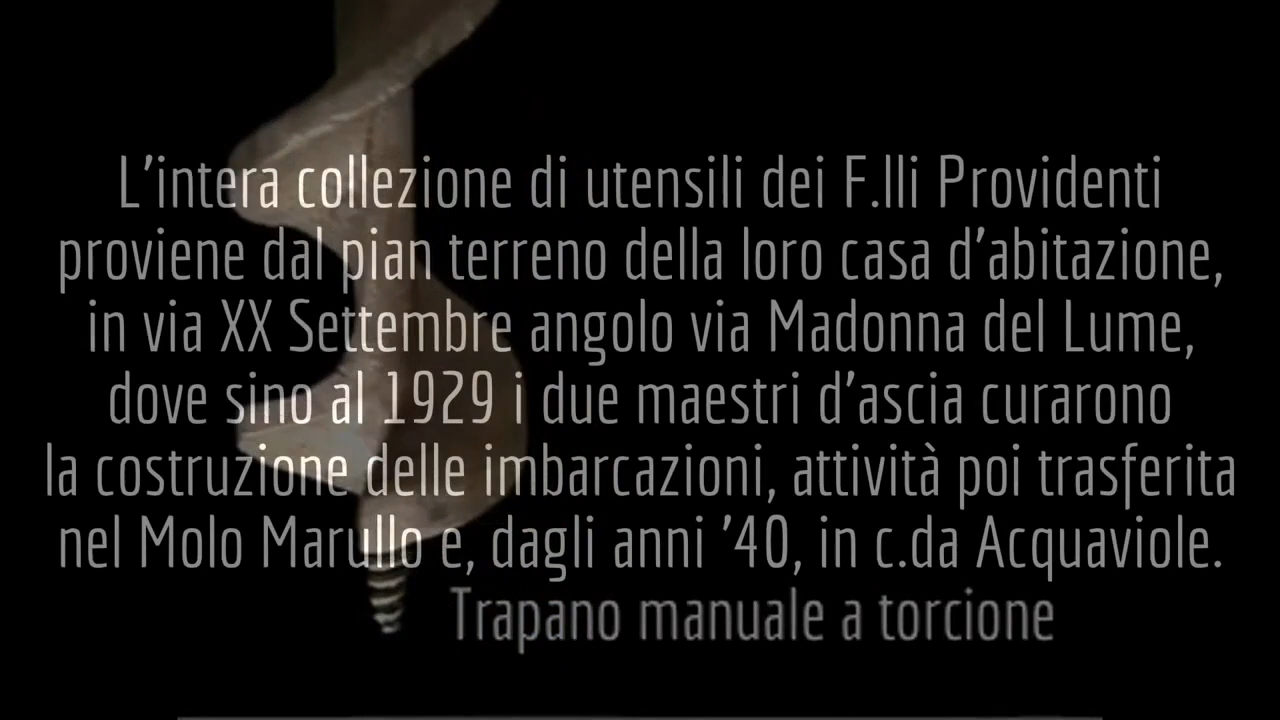 L'intera collezione di utensili dei F.lli Providenti
proviene dal pian terreno della loro casa d'abitazione,
in via XX Settembre angolo via Madonna del Lume,
dove sino al 1929 i due maestri d'ascia curarono
la costruzione delle imbarcazioni, attività poi trasferita
nel Molo Marullo e, dagli anni '40, in c.da Acquaviole.
Trapano manuale a torcione